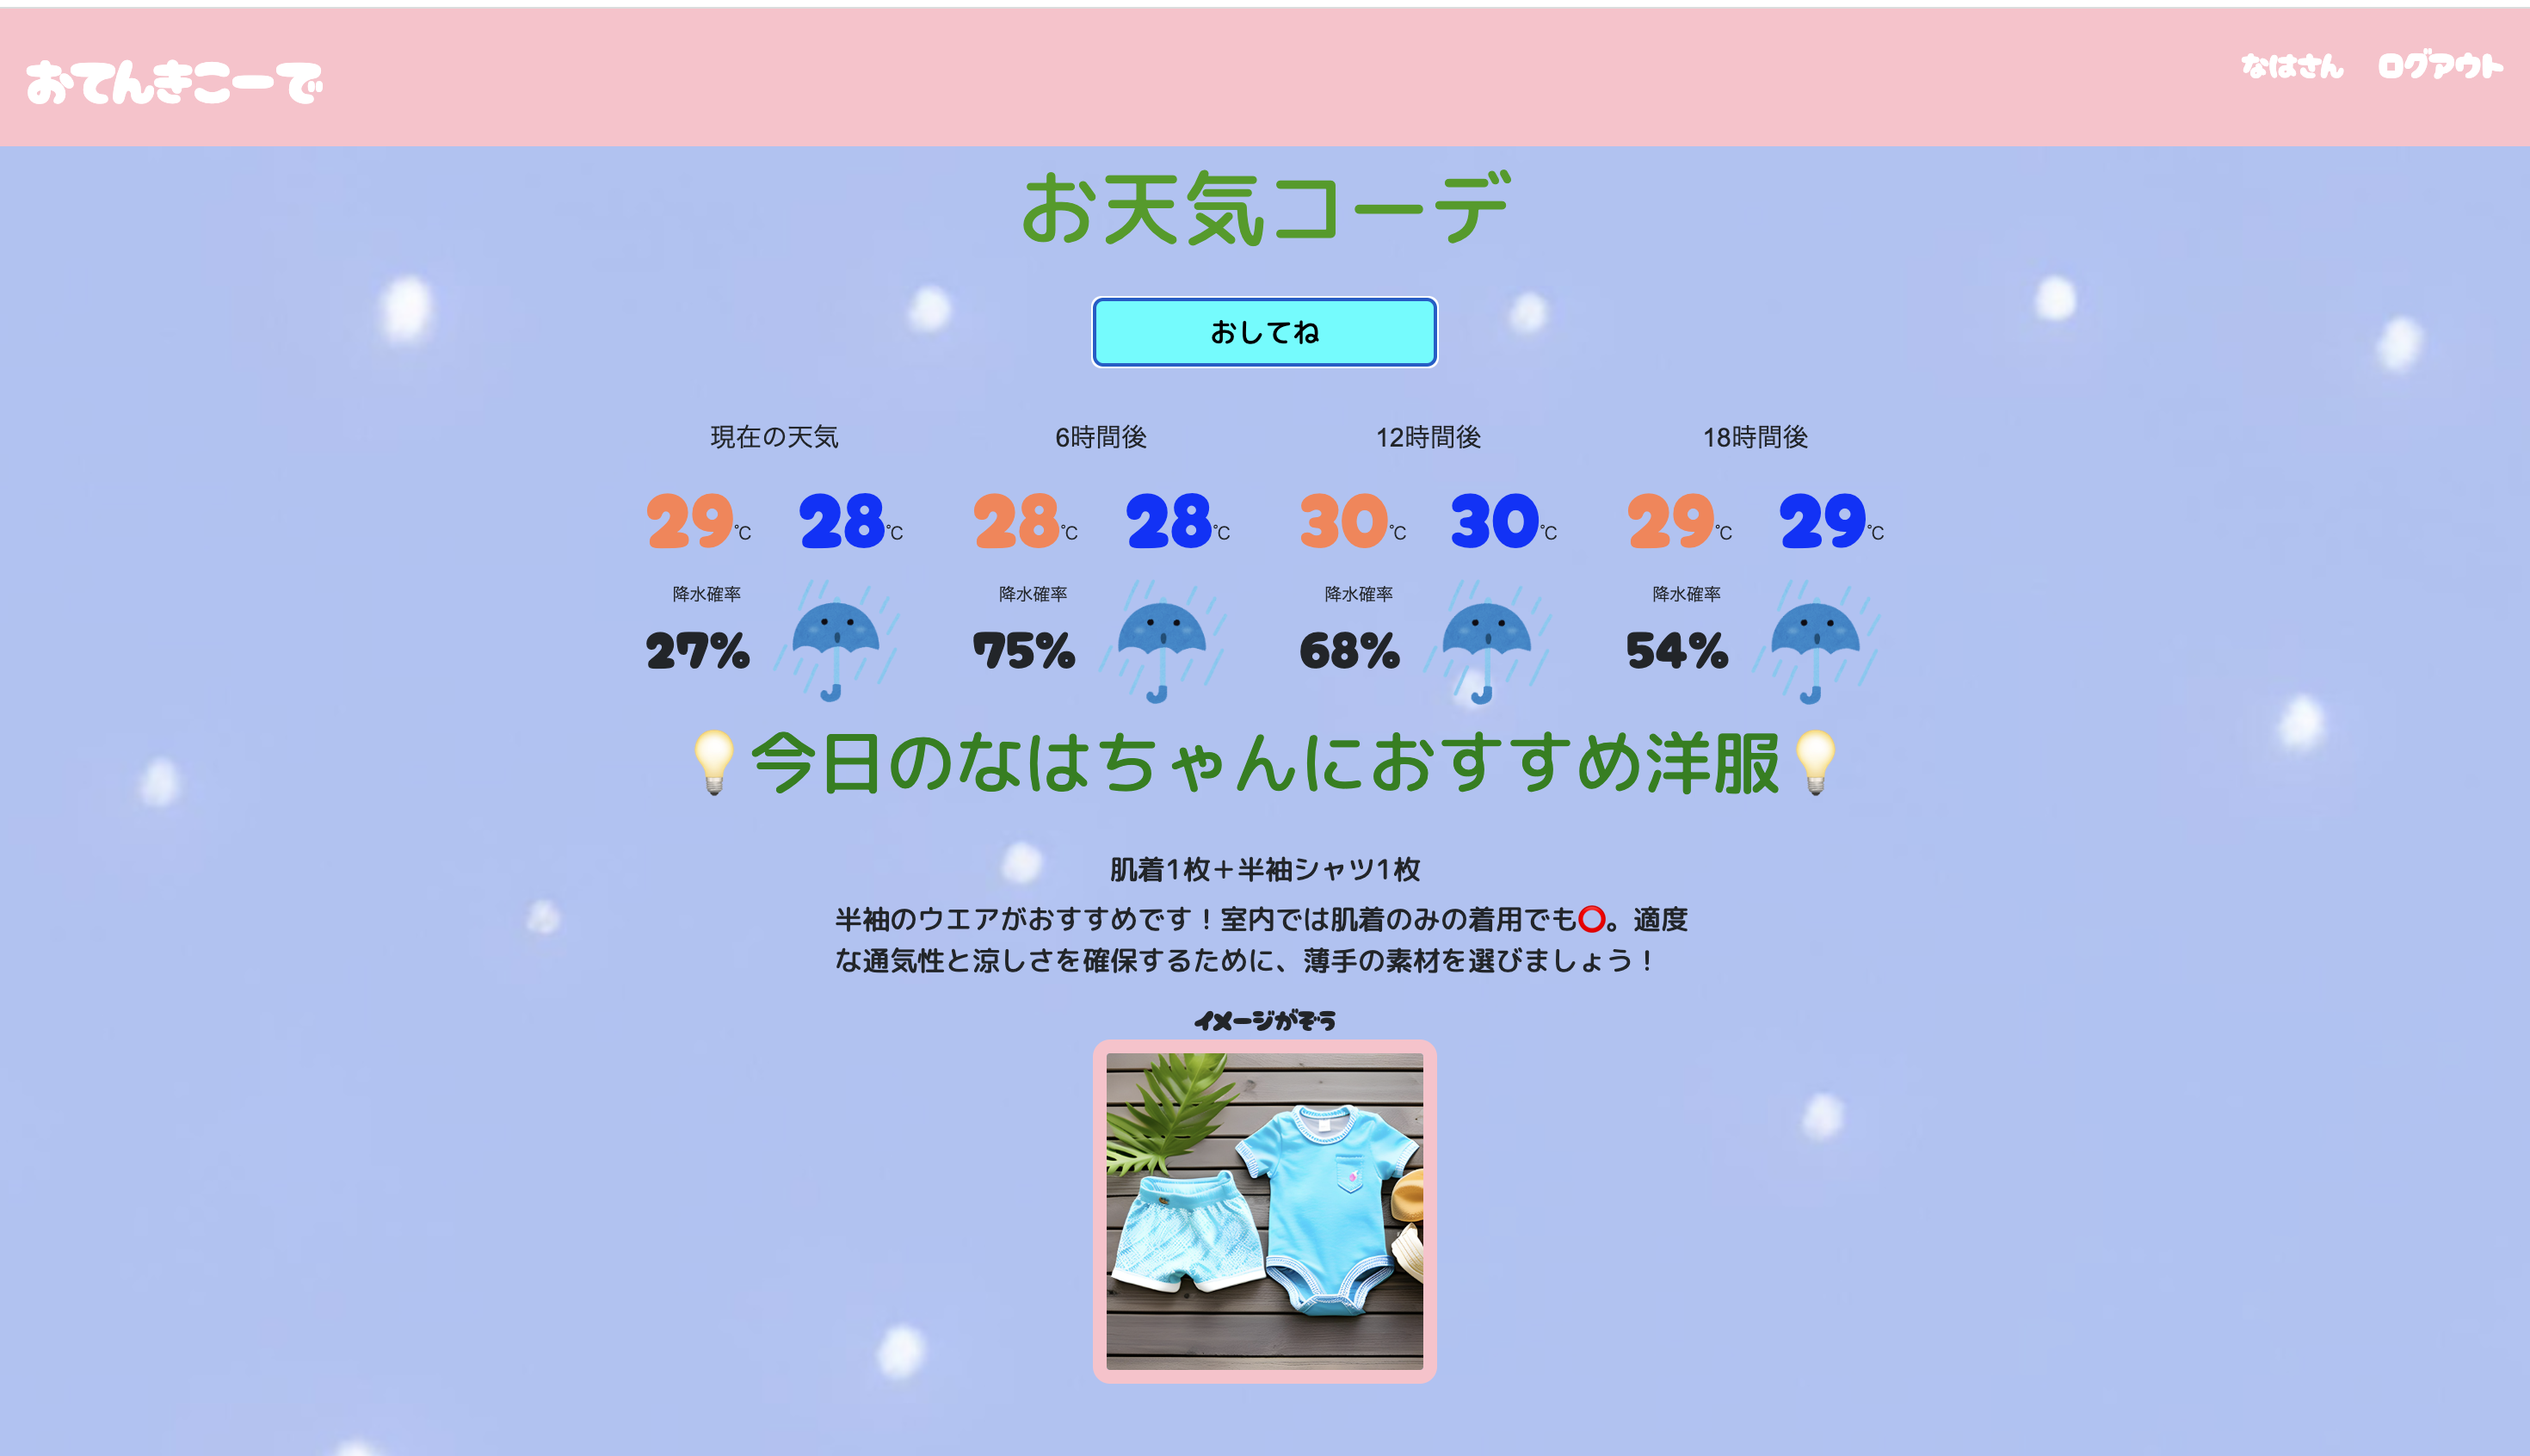 おてんきこーで
なはさん ログアウト
お天気コーデ
おしてね
現在の天気 6時間後 12時間後 18時間後
29℃ 28℃ 28℃ 28℃ 30℃ 30℃ 29℃ 29℃
降水確率 降水確率 降水確率 降水確率
27% 75% 68% 54%
💡今日のなはちゃんにおすすめ洋服💡
肌着1枚＋半袖シャツ1枚
半袖のウエアがおすすめです！室内では肌着のみの着用でも⭕。適度
な通気性と涼しさを確保するために、薄手の素材を選びましょう！
イメージがぞう